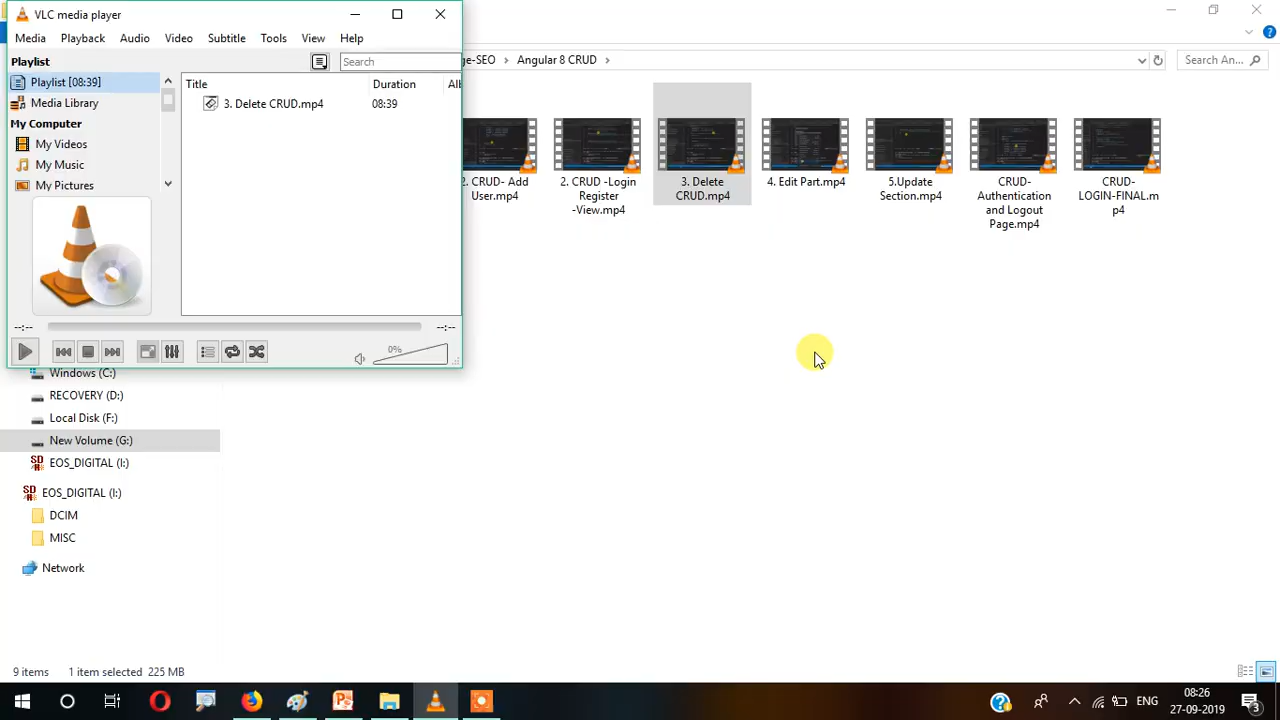 VLC media player
Media Playback Audio Video Subtitle Tools View Help
Playlist
Search
Playlist [08:39]
Media Library
My Computer
My Videos
My Music
My Pictures
Title Duration Alb
3. Delete CRUD.mp4 08:39
--:-- --:--
0%
ge-SEO > Angular 8 CRUD >
Search An...
2. CRUD- Add
User.mp4
2. CRUD -Login
Register
-View.mp4
3. Delete
CRUD.mp4
4. Edit Part.mp4
5.Update
Section.mp4
CRUD-
Authentication
and Logout
Page.mp4
CRUD-
LOGIN-FINAL.m
p4
Windows (C:)
RECOVERY (D:)
Local Disk (F:)
New Volume (G:)
EOS_DIGITAL (I:)
EOS_DIGITAL (I:)
DCIM
MISC
Network
9 items 1 item selected 225 MB
ENG
08:26
27-09-2019
3